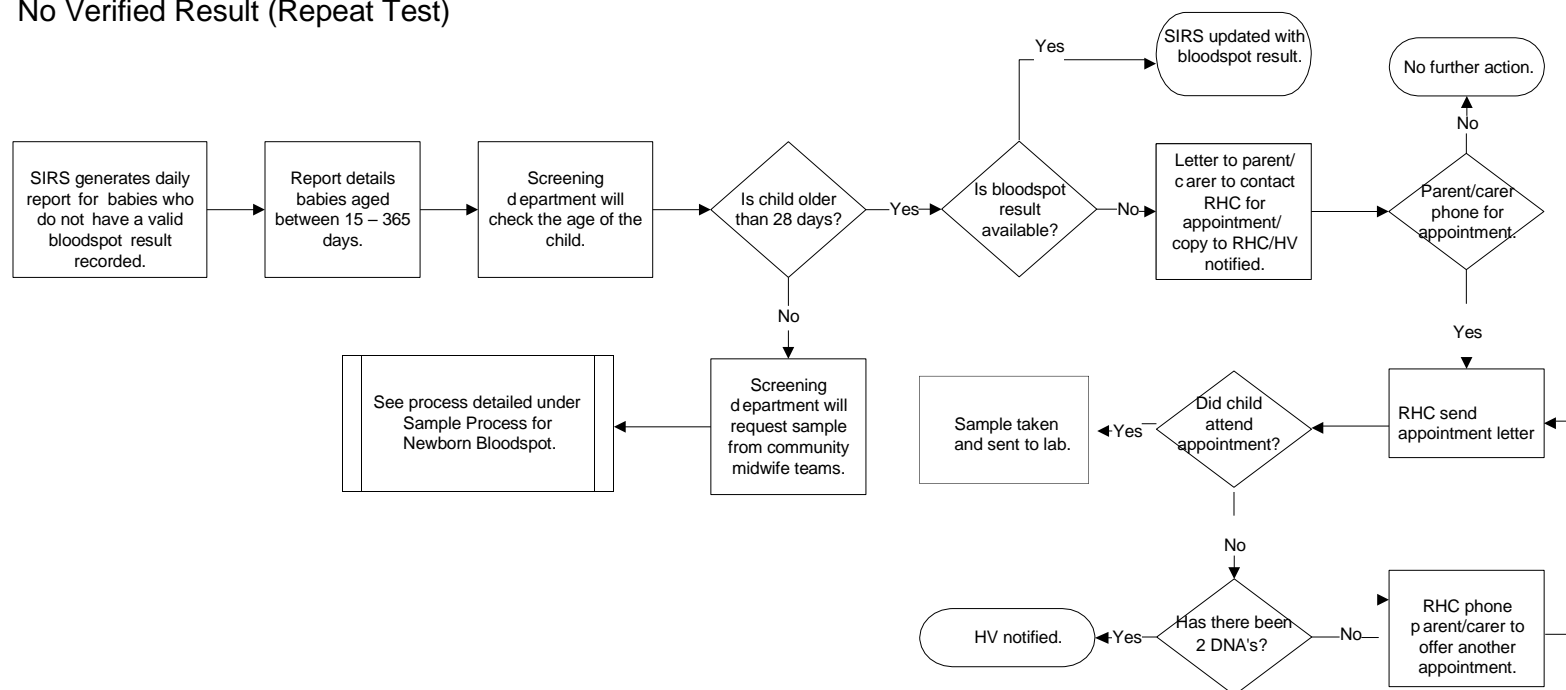 No Verified Result (Repeat Test)
SIRS generates daily
report for babies who
do not have a valid
bloodspot result
recorded.
Report details
babies aged
between 15 – 365
days.
Screening
department will
check the age of the
child.
Is child older
than 28 days?
Yes
Is bloodspot
result
available?
Yes
SIRS updated with
bloodspot result.
No
Letter to parent/
carer to contact
RHC for
appointment/
copy to RHC/HV
notified.
Parent/carer
phone for
appointment.
No
No further action.
Yes
No
Screening
department will
request sample
from community
midwife teams.
See process detailed under
Sample Process for
Newborn Bloodspot.
RHC send
appointment letter
Did child
attend
appointment?
Yes
Sample taken
and sent to lab.
No
Has there been
2 DNA's?
Yes
HV notified.
No
RHC phone
parent/carer to
offer another
appointment.